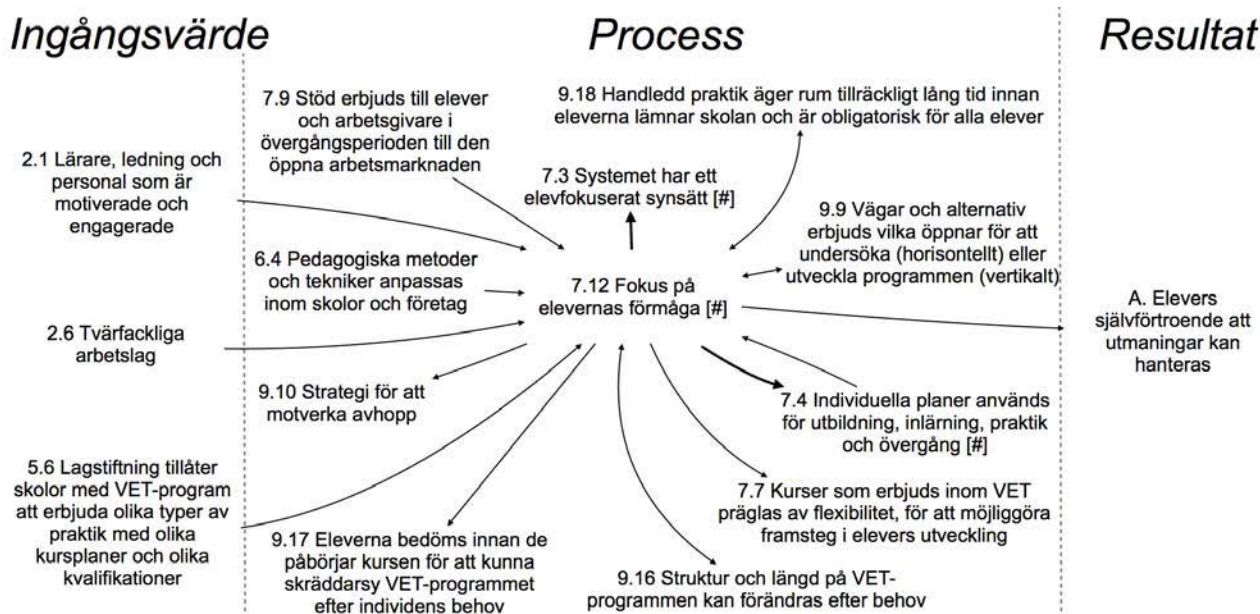 Ingångsvärde
Process
Resultat
2.1 Lärare, ledning och
personal som är
motiverade och
engagerade
2.6 Tvärfackliga
arbetslag
5.6 Lagstiftning tillåter
skolor med VET-program
att erbjuda olika typer av
praktik med olika
kursplaner och olika
kvalifikationer
7.9 Stöd erbjuds till elever
och arbetsgivare i
övergångsperioden till den
öppna arbetsmarknaden
9.18 Handledd praktik äger rum tillräckligt lång tid innan
eleverna lämnar skolan och är obligatorisk för alla elever
7.3 Systemet har ett
elevfokuserat synsätt [#]
9.9 Vägar och alternativ
erbjuds vilka öppnar för att
undersöka (horisontellt) eller
utveckla programmen (vertikalt)
6.4 Pedagogiska metoder
och tekniker anpassas
inom skolor och företag
7.12 Fokus på
elevernas förmåga [#]
9.10 Strategi för att
motverka avhopp
7.4 Individuella planer används
för utbildning, inlärning, praktik
och övergång [#]
7.7 Kurser som erbjuds inom VET
präglas av flexibilitet, för att möjliggöra
framsteg i elevers utveckling
9.17 Eleverna bedöms innan de
påbörjar kursen för att kunna
skräddarsy VET-programmet
efter individens behov
9.16 Struktur och längd på VET-
programmen kan förändras efter behov
A. Elevers
självförtroende att
utmaningar kan
hanteras